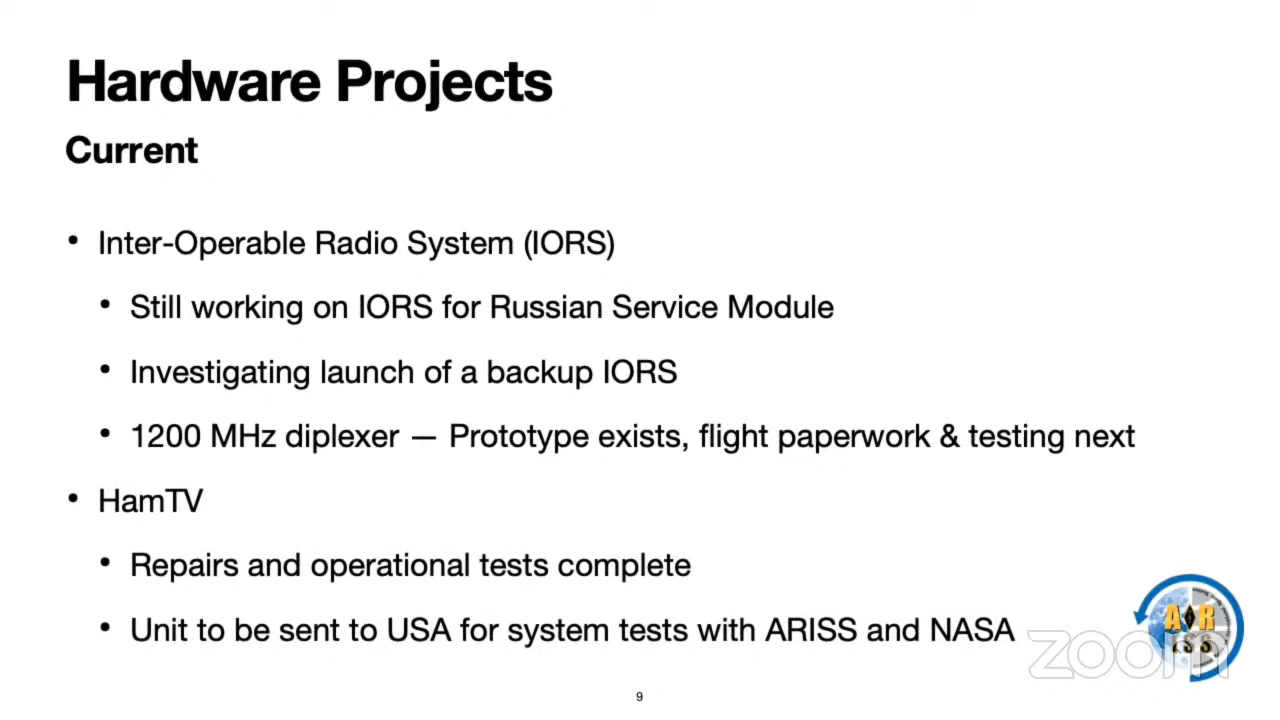 Hardware Projects
Current
• Inter-Operable Radio System (IORS)
• Still working on IORS for Russian Service Module
• Investigating launch of a backup IORS
• 1200 MHz diplexer — Prototype exists, flight paperwork & testing next
• HamTV
• Repairs and operational tests complete
• Unit to be sent to USA for system tests with ARISS and NASA
A R
ISS
zoom
9